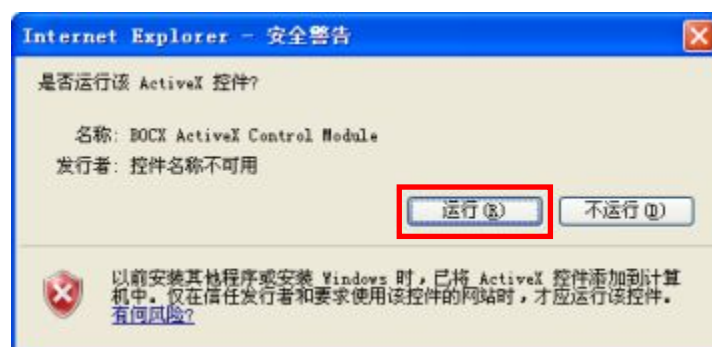 Internet Explorer - 安全警告
是否运行该 ActiveX 控件?
名称: BOCX ActiveX Control Module
发行者: 控件名称不可用
运行(R) 不运行(D)
以前安装其他程序或安装 Windows 时,已将 ActiveX 控件添加到计算
机中。仅在信任发行者和要求使用该控件的网站时,才应运行该控件。
有何风险?